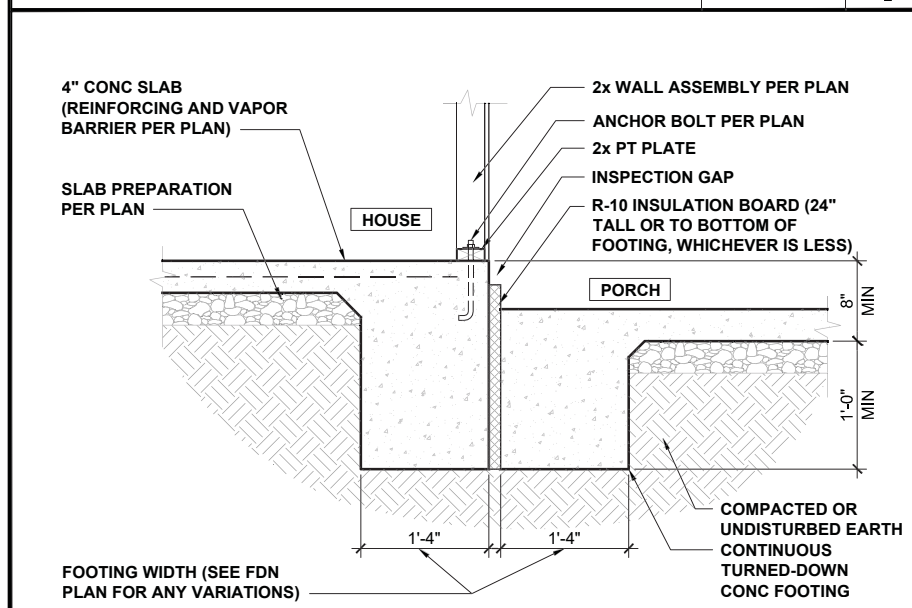 4" CONC SLAB
(REINFORCING AND VAPOR
BARRIER PER PLAN)
SLAB PREPARATION
PER PLAN
HOUSE
2x WALL ASSEMBLY PER PLAN
ANCHOR BOLT PER PLAN
2x PT PLATE
INSPECTION GAP
R-10 INSULATION BOARD (24"
TALL OR TO BOTTOM OF
FOOTING, WHICHEVER IS LESS)
PORCH
8"
MIN
1'-0"
MIN
1'-4"
1'-4"
COMPACTED OR
UNDISTURBED EARTH
CONTINUOUS
TURNED-DOWN
CONC FOOTING
FOOTING WIDTH (SEE FDN
PLAN FOR ANY VARIATIONS)